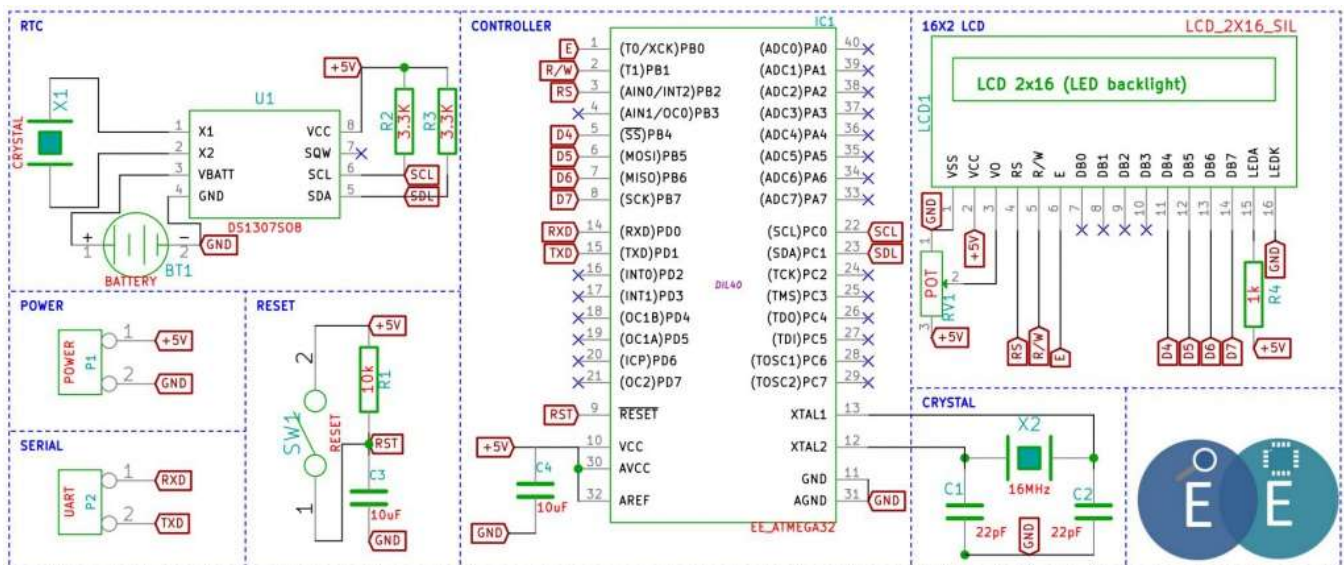 RTC
+5V
X1
CRYSTAL
U1
1 X1 VCC 8
2 X2 SQW 7
3 VBATT SCL 6
4 GND SDA 5
DS1307SO8
R2
3.3K
R3
3.3K
SCL
SDL
+ -
1 2
GND
BT1
BATTERY
POWER
POWER
P1
1 +5V
2 GND
SERIAL
UART
P2
1 RXD
2 TXD
RESET
+5V
2
10k
R1
SW1
RESET
RST
1
C3
10uF
GND
CONTROLLER
IC1
E 1 (T0/XCK)PB0 (ADC0)PA0 40
R/W 2 (T1)PB1 (ADC1)PA1 39
RS 3 (AIN0/INT2)PB2 (ADC2)PA2 38
4 (AIN1/OC0)PB3 (ADC3)PA3 37
D4 5 (SS)PB4 (ADC4)PA4 36
D5 6 (MOSI)PB5 (ADC5)PA5 35
D6 7 (MISO)PB6 (ADC6)PA6 34
D7 8 (SCK)PB7 (ADC7)PA7 33
RXD 14 (RXD)PD0 (SCL)PC0 22 SCL
TXD 15 (TXD)PD1 (SDA)PC1 23 SDL
16 (INT0)PD2 (TCK)PC2 24
17 (INT1)PD3 (TMS)PC3 25
DIL40
18 (OC1B)PD4 (TDO)PC4 26
19 (OC1A)PD5 (TDI)PC5 27
20 (ICP)PD6 (TOSC1)PC6 28
21 (OC2)PD7 (TOSC2)PC7 29
RST 9 RESET XTAL1 13
+5V 10 VCC XTAL2 12
30 AVCC GND 11
32 AREF AGND 31 GND
C4
10uF
GND
EE_ATMEGA32
16X2 LCD
LCD_2X16_SIL
LCD 2x16 (LED backlight)
LCD1
VSS VCC VO RS R/W E DB0 DB1 DB2 DB3 DB4 DB5 DB6 DB7 LEDA LEDK
1 2 3 4 5 6 7 8 9 10 11 12 13 14 15 16
GND
+5V
1
POT
RV1
2
3
+5V
RS R/W E D4 D5 D6 D7
1k
R4
+5V
GND
CRYSTAL
X2
16MHz
C1
22pF
C2
22pF
GND
E E